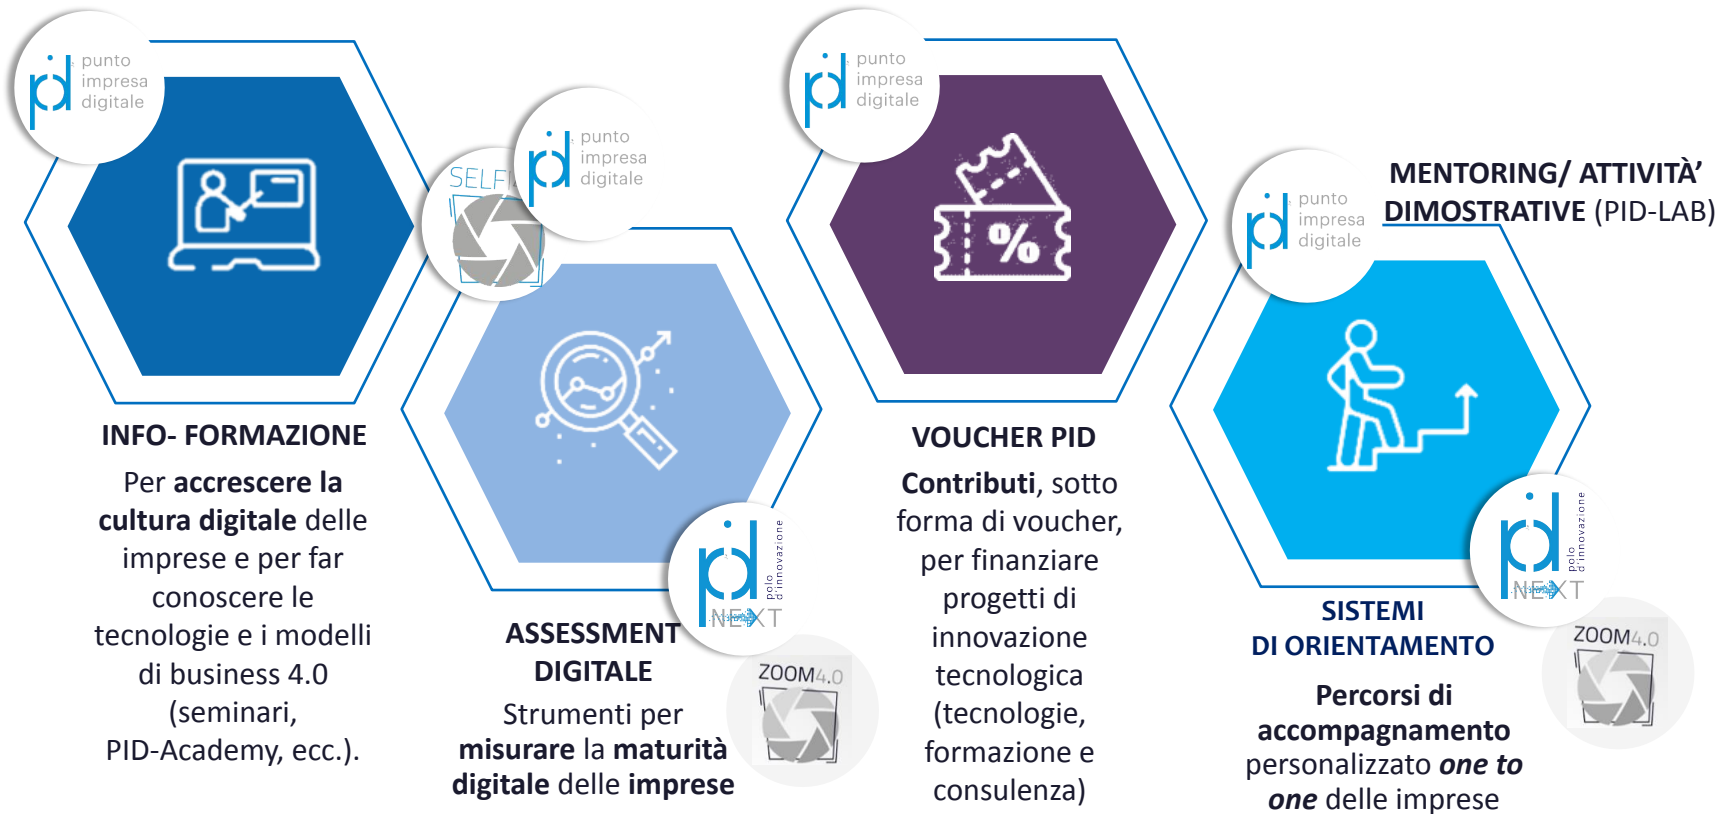 punto
impresa
digitale
INFO- FORMAZIONE
Per accrescere la
cultura digitale delle
imprese e per far
conoscere le
tecnologie e i modelli
di business 4.0
(seminari,
PID-Academy, ecc.).
SELFI
punto
impresa
digitale
pid
NEXT
polo
d'innovazione
ZOOM4.0
ASSESSMENT
DIGITALE
Strumenti per
misurare la maturità
digitale delle imprese
punto
impresa
digitale
%
VOUCHER PID
Contributi, sotto
forma di voucher,
per finanziare
progetti di
innovazione
tecnologica
(tecnologie,
formazione e
consulenza)
punto
impresa
digitale
MENTORING/ ATTIVITÀ’
DIMOSTRATIVE (PID-LAB)
pid
NEXT
polo
d'innovazione
ZOOM4.0
SISTEMI
DI ORIENTAMENTO
Percorsi di
accompagnamento
personalizzato one to
one delle imprese